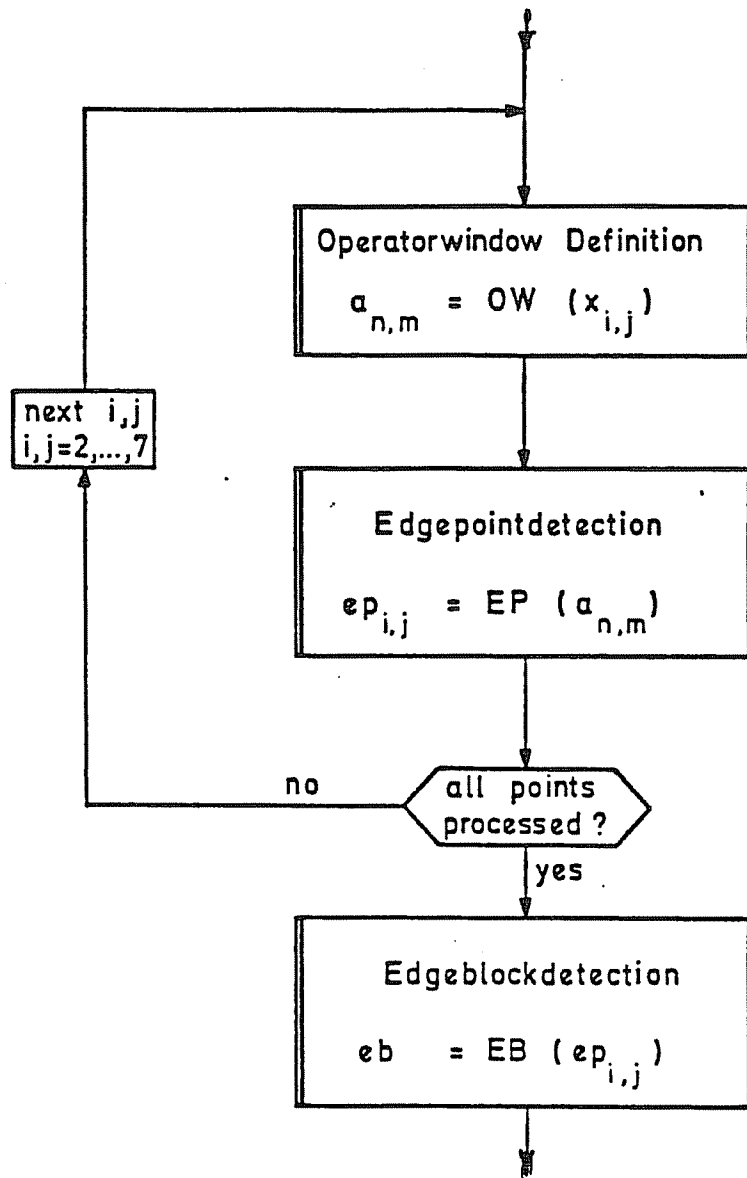 Operatorwindow Definition
a n,m = OW (x i,j)
next i,j
i,j=2,...,7
Edgepointdetection
ep i,j = EP (a n,m)
no
all points
processed ?
yes
Edgeblockdetection
eb = EB (ep i,j)